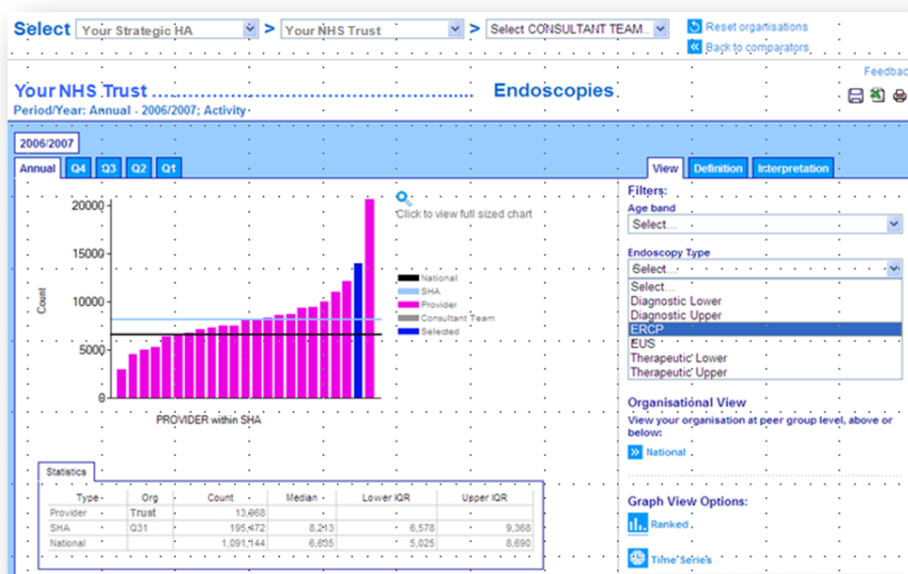 Select Your Strategic HA > Your NHS Trust > Select CONSULTANT TEAM..
Reset organisations
Back to comparators
Feedbac
Your NHS Trust ................................................... Endoscopies
Period/Year: Annual - 2006/2007; Activity
2006/2007
Annual Q4 Q3 Q2 Q1
View Definition Interpretation
Click to view full sized chart
20000
15000
10000
5000
0
Count
PROVIDER within SHA
National
SHA
Provider
Consultant Team
Selected
Filters:
Age band
Select...
Endoscopy Type
Select...
Select...
Diagnostic Lower
Diagnostic Upper
ERCP
EUS
Therapeutic Lower
Therapeutic Upper
Organisational View
View your organisation at peer group level, above or
below:
National
Graph View Options:
Ranked
Time Series
Statistics
Type Org Count Median Lower IQR Upper IQR
Provider Trust 13,968
SHA Q31 195,472 8,213 6,578 9,368
National 1,091,144 6,635 5,025 8,690